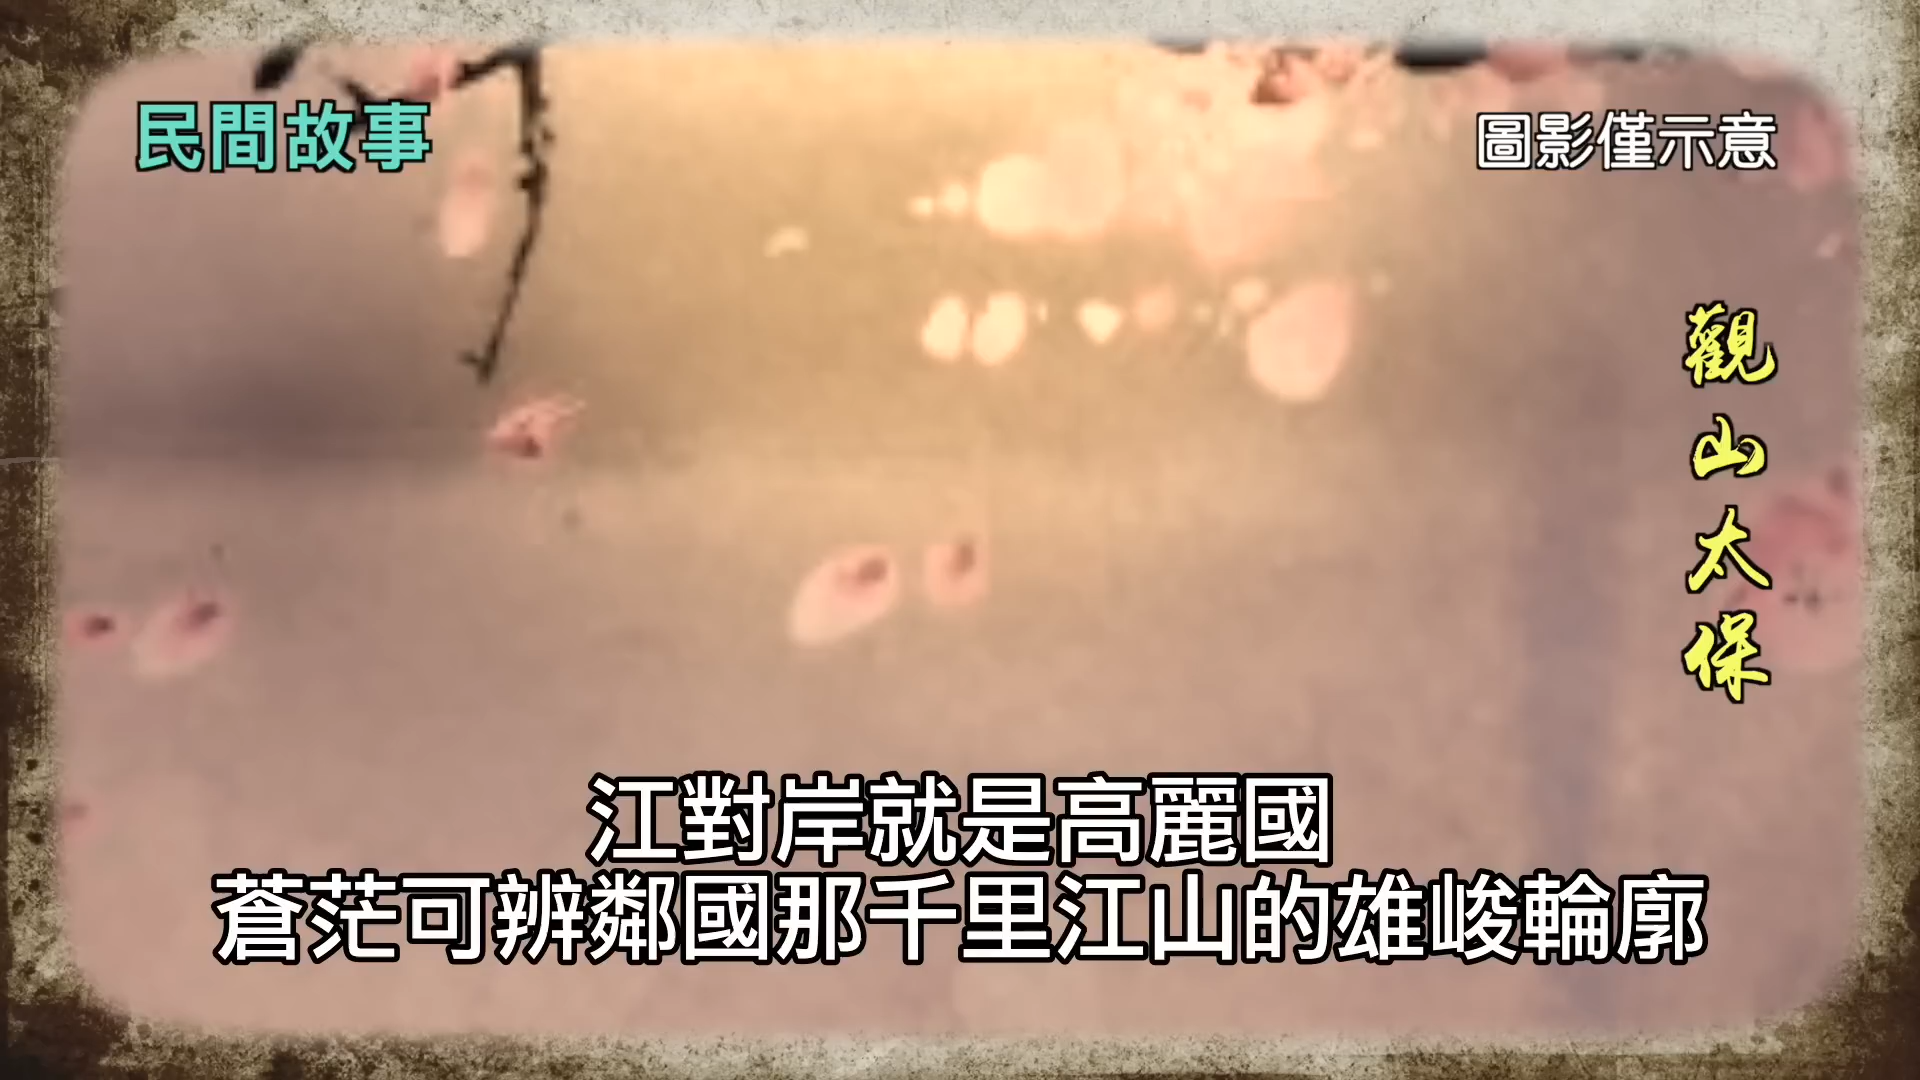 民間故事
圖影僅示意
觀山太保
江對岸就是高麗國
蒼茫可辨鄰國那千里江山的雄峻輪廓